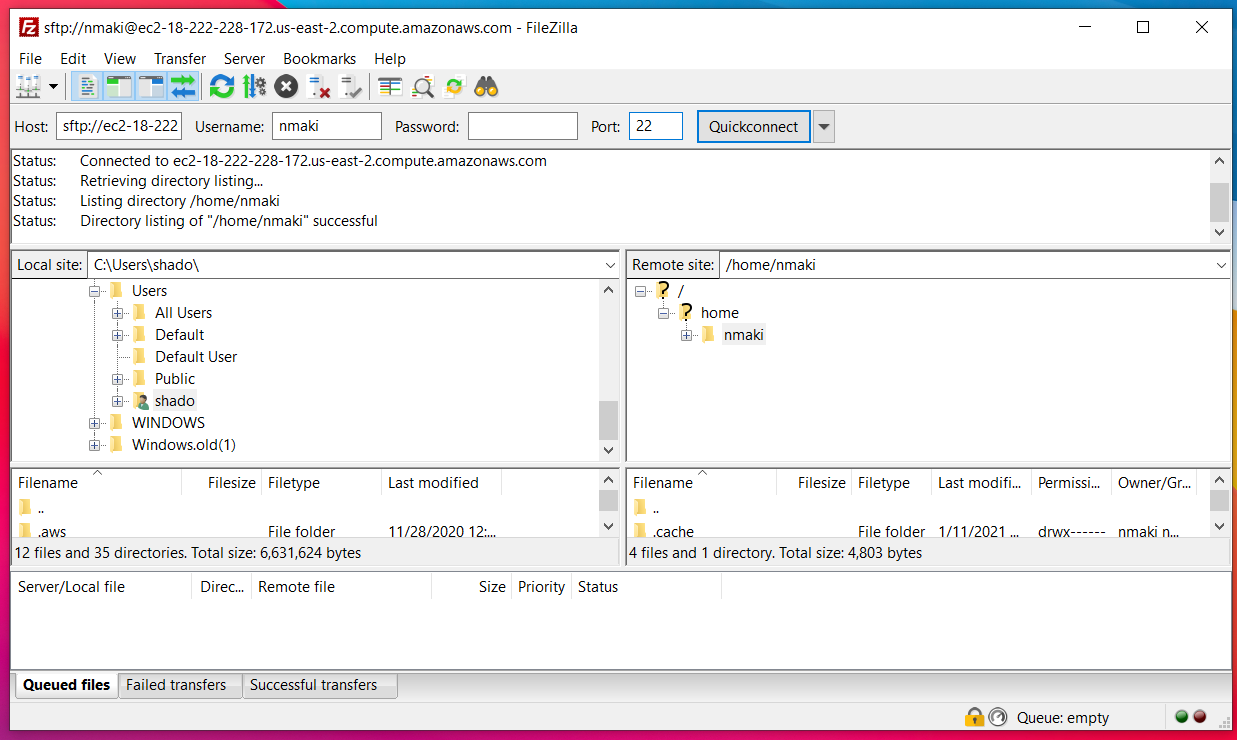 sftp://nmaki@ec2-18-222-228-172.us-east-2.compute.amazonaws.com - FileZilla
File Edit View Transfer Server Bookmarks Help
Host: sftp://ec2-18-222 Username: nmaki Password: Port: 22 Quickconnect
Status: Connected to ec2-18-222-228-172.us-east-2.compute.amazonaws.com
Status: Retrieving directory listing...
Status: Listing directory /home/nmaki
Status: Directory listing of "/home/nmaki" successful
Local site: C:\Users\shado\
Users
All Users
Default
Default User
Public
shado
WINDOWS
Windows.old(1)
Remote site: /home/nmaki
/
home
nmaki
Filename Filesize Filetype Last modified
..
.aws File folder 11/28/2020 12:...
12 files and 35 directories. Total size: 6,631,624 bytes
Filename Filesize Filetype Last modifi... Permissi... Owner/Gr...
..
.cache File folder 1/11/2021 ... drwx------ nmaki n...
4 files and 1 directory. Total size: 4,803 bytes
Server/Local file Direc... Remote file Size Priority Status
Queued files Failed transfers Successful transfers
Queue: empty